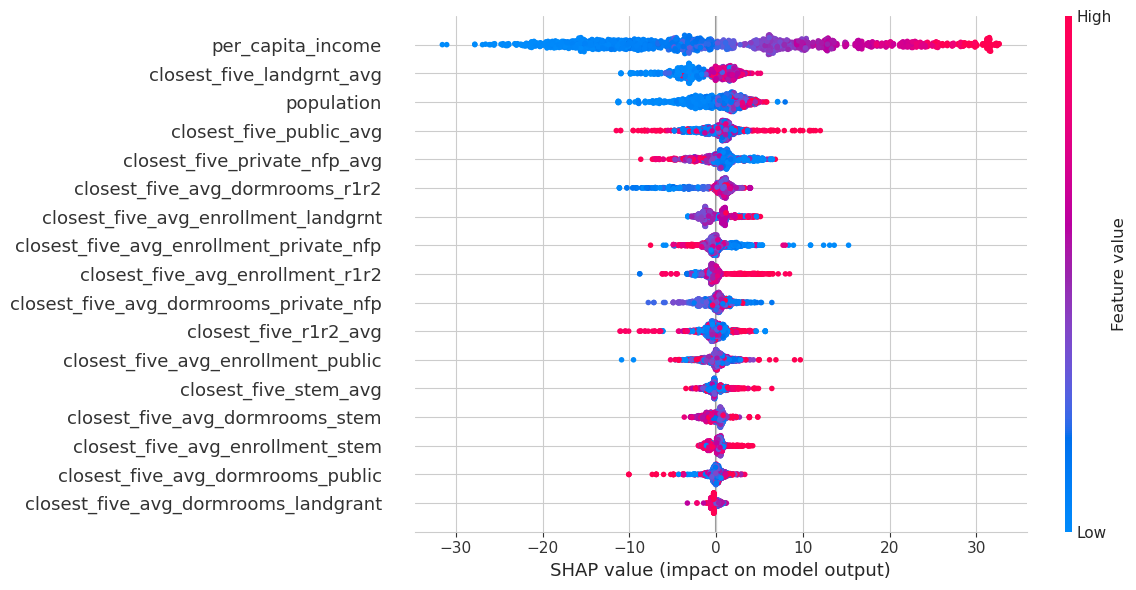 High
per_capita_income
closest_five_landgrnt_avg
population
closest_five_public_avg
closest_five_private_nfp_avg
closest_five_avg_dormrooms_r1r2
closest_five_avg_enrollment_landgrnt
closest_five_avg_enrollment_private_nfp
closest_five_avg_enrollment_r1r2
closest_five_avg_dormrooms_private_nfp
closest_five_r1r2_avg
closest_five_avg_enrollment_public
closest_five_stem_avg
closest_five_avg_dormrooms_stem
closest_five_avg_enrollment_stem
closest_five_avg_dormrooms_public
closest_five_avg_dormrooms_landgrant
Feature value
Low
−30 −20 −10 0 10 20 30
SHAP value (impact on model output)